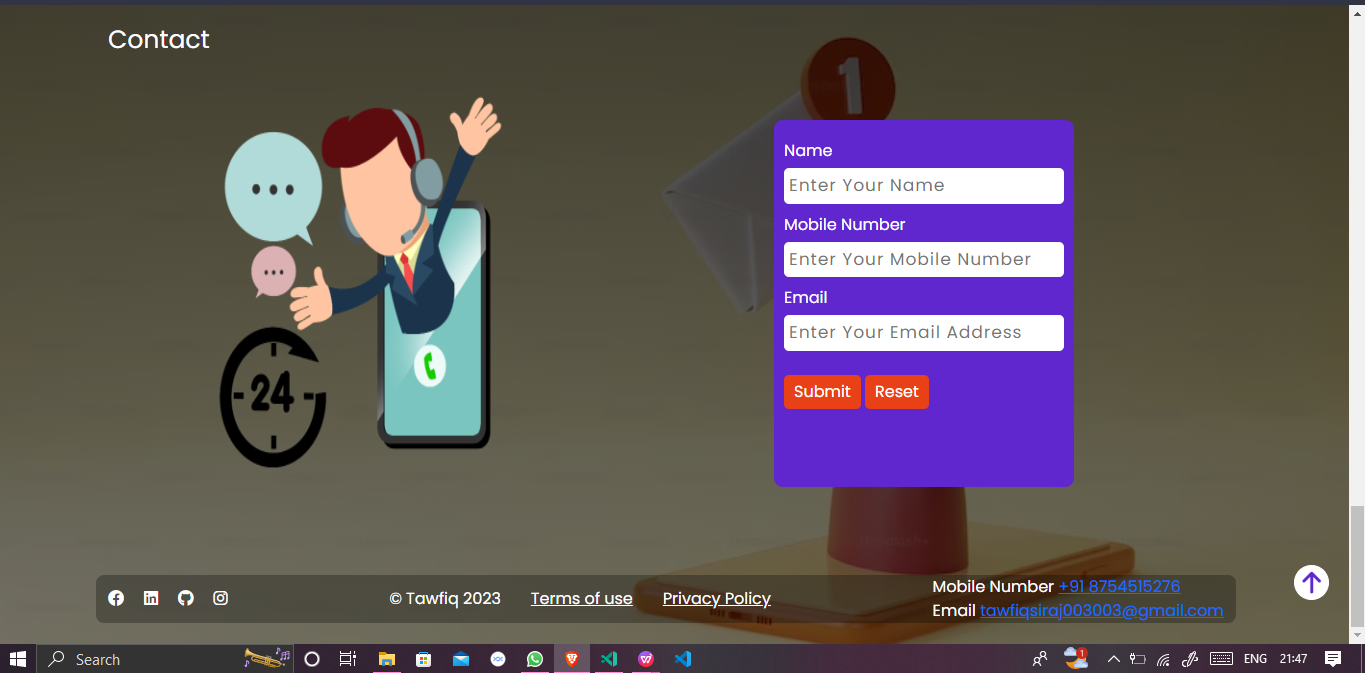 Contact
1
Name
Enter Your Name
Mobile Number
Enter Your Mobile Number
Email
Enter Your Email Address
Submit Reset
24
© Tawfiq 2023 Terms of use Privacy Policy
Mobile Number +91 8754515276
Email tawfiqsiraj003003@gmail.com
Search
1
ENG 21:47